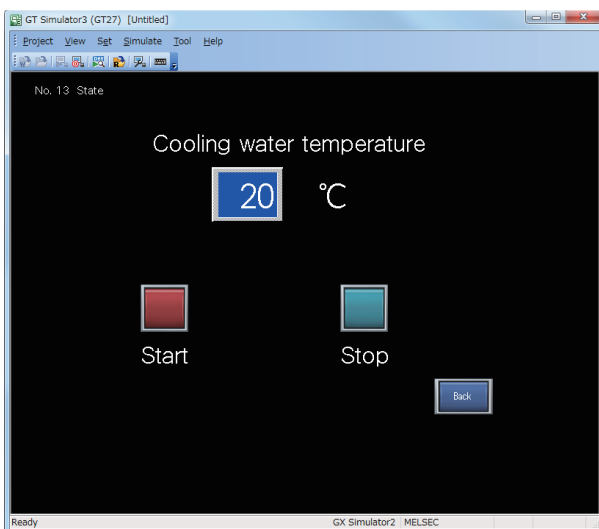 GT Simulator3 (GT27) [Untitled]
Project View Set Simulate Tool Help
No. 13 State
Cooling water temperature
20 ℃
Start Stop
Back
Ready GX Simulator2 MELSEC